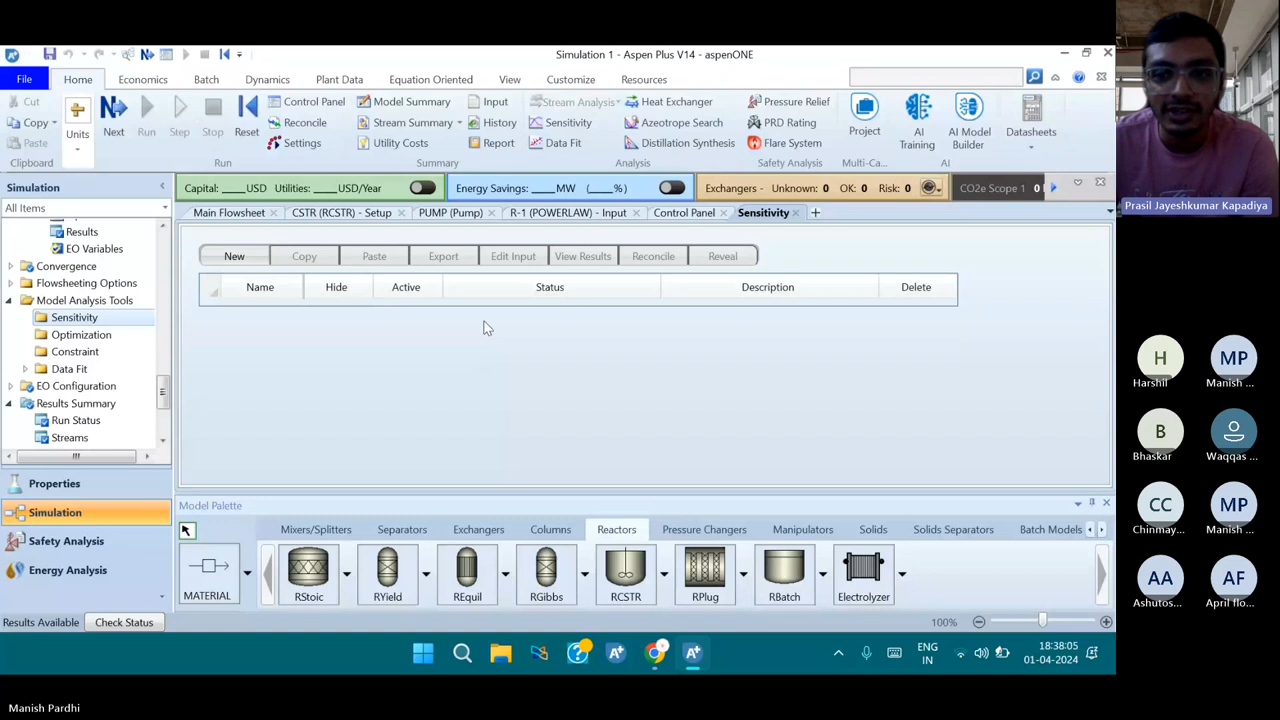 Simulation 1 - Aspen Plus V14 - aspenONE
File Home Economics Batch Dynamics Plant Data Equation Oriented View Customize Resources
Cut
Copy
Paste
Clipboard
Units
Next Run Step Stop Reset
Control Panel
Reconcile
Settings
Run
Model Summary
Stream Summary
Utility Costs
Input
History
Report
Summary
Stream Analysis
Sensitivity
Data Fit
Heat Exchanger
Azeotrope Search
Distillation Synthesis
Analysis
Pressure Relief
PRD Rating
Flare System
Safety Analysis
Project
Multi-Ca...
AI Training
AI Model Builder
AI
Datasheets
Simulation
All Items
Capital: ____USD Utilities: ____USD/Year
Energy Savings: ____MW (____%)
Exchangers - Unknown: 0 OK: 0 Risk: 0
CO2e Scope 1 0
Main Flowsheet CSTR (RCSTR) - Setup PUMP (Pump) R-1 (POWERLAW) - Input Control Panel Sensitivity
Results
EO Variables
Convergence
Flowsheeting Options
Model Analysis Tools
Sensitivity
Optimization
Constraint
Data Fit
EO Configuration
Results Summary
Run Status
Streams
Properties
Simulation
Safety Analysis
Energy Analysis
New Copy Paste Export Edit Input View Results Reconcile Reveal
Name Hide Active Status Description Delete
Model Palette
Mixers/Splitters Separators Exchangers Columns Reactors Pressure Changers Manipulators Solids Solids Separators Batch Models
MATERIAL RStoic RYield REquil RGibbs RCSTR RPlug RBatch Electrolyzer
Results Available Check Status
100%
ENG
IN
18:38:05
01-04-2024
Prasil Jayeshkumar Kapadiya
H
Harshil
MP
Manish ...
B
Bhaskar
Waqqas ...
CC
Chinmay...
MP
Manish ...
AA
Ashutos...
AF
April flo...
Manish Pardhi